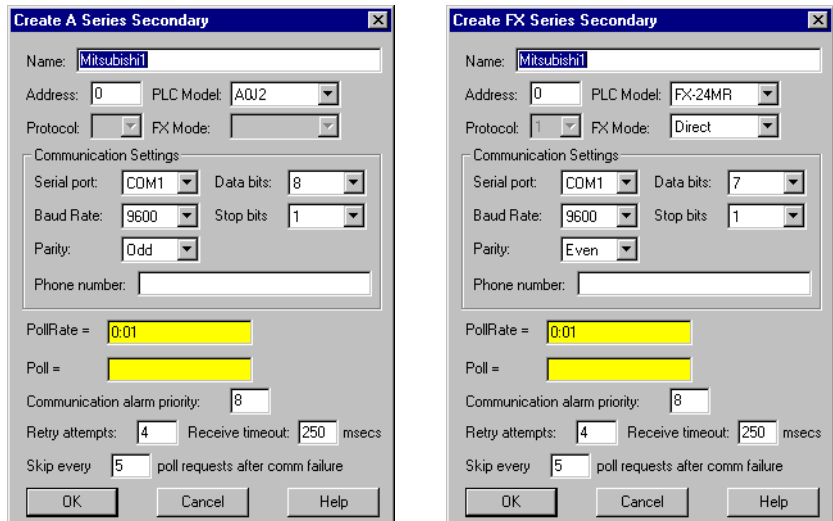 Create A Series Secondary
Name: Mitsubishi1
Address: 0 PLC Model: A0J2
Protocol: FX Mode:
Communication Settings
Serial port: COM1 Data bits: 8
Baud Rate: 9600 Stop bits 1
Parity: Odd
Phone number:
PollRate = 0:01
Poll =
Communication alarm priority: 8
Retry attempts: 4 Receive timeout: 250 msecs
Skip every 5 poll requests after comm failure
OK Cancel Help
Create FX Series Secondary
Name: Mitsubishi1
Address: 0 PLC Model: FX-24MR
Protocol: 1 FX Mode: Direct
Communication Settings
Serial port: COM1 Data bits: 7
Baud Rate: 9600 Stop bits 1
Parity: Even
Phone number:
PollRate = 0:01
Poll =
Communication alarm priority: 8
Retry attempts: 4 Receive timeout: 250 msecs
Skip every 5 poll requests after comm failure
OK Cancel Help